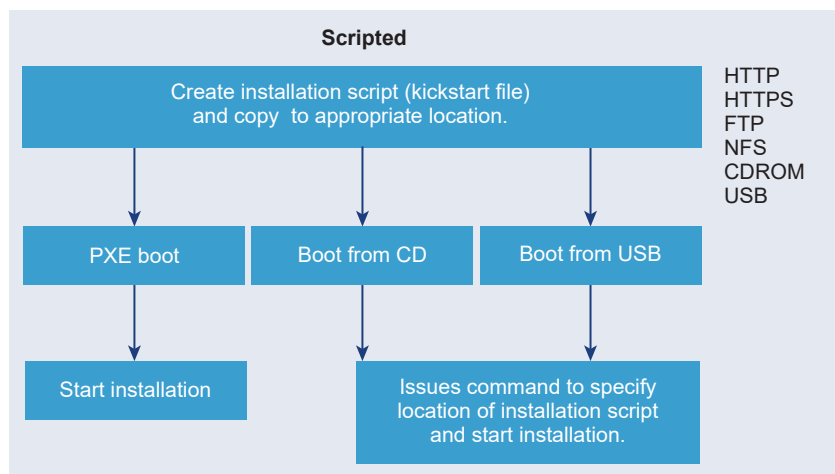 Scripted
Create installation script (kickstart file)
and copy to appropriate location.
HTTP
HTTPS
FTP
NFS
CDROM
USB
PXE boot
Boot from CD
Boot from USB
Start installation
Issues command to specify
location of installation script
and start installation.